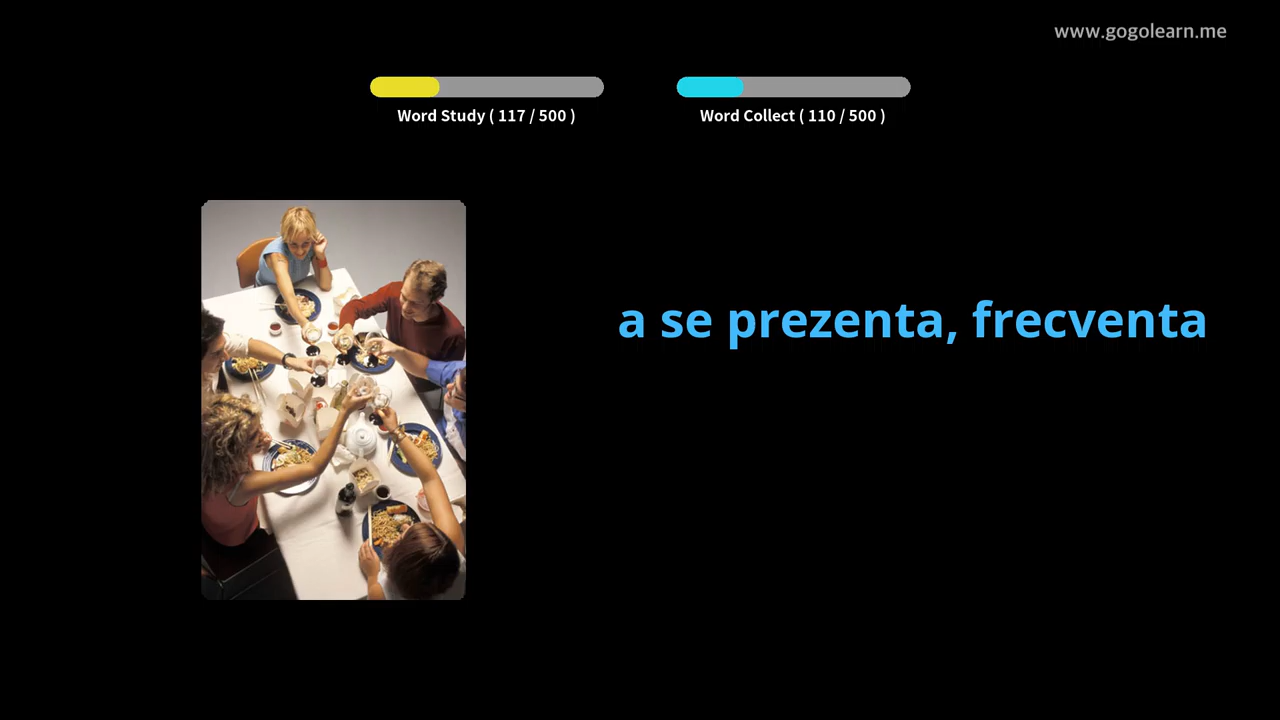 www.gogolearn.me
Word Study ( 117 / 500 )
Word Collect ( 110 / 500 )
a se prezenta, frecventa